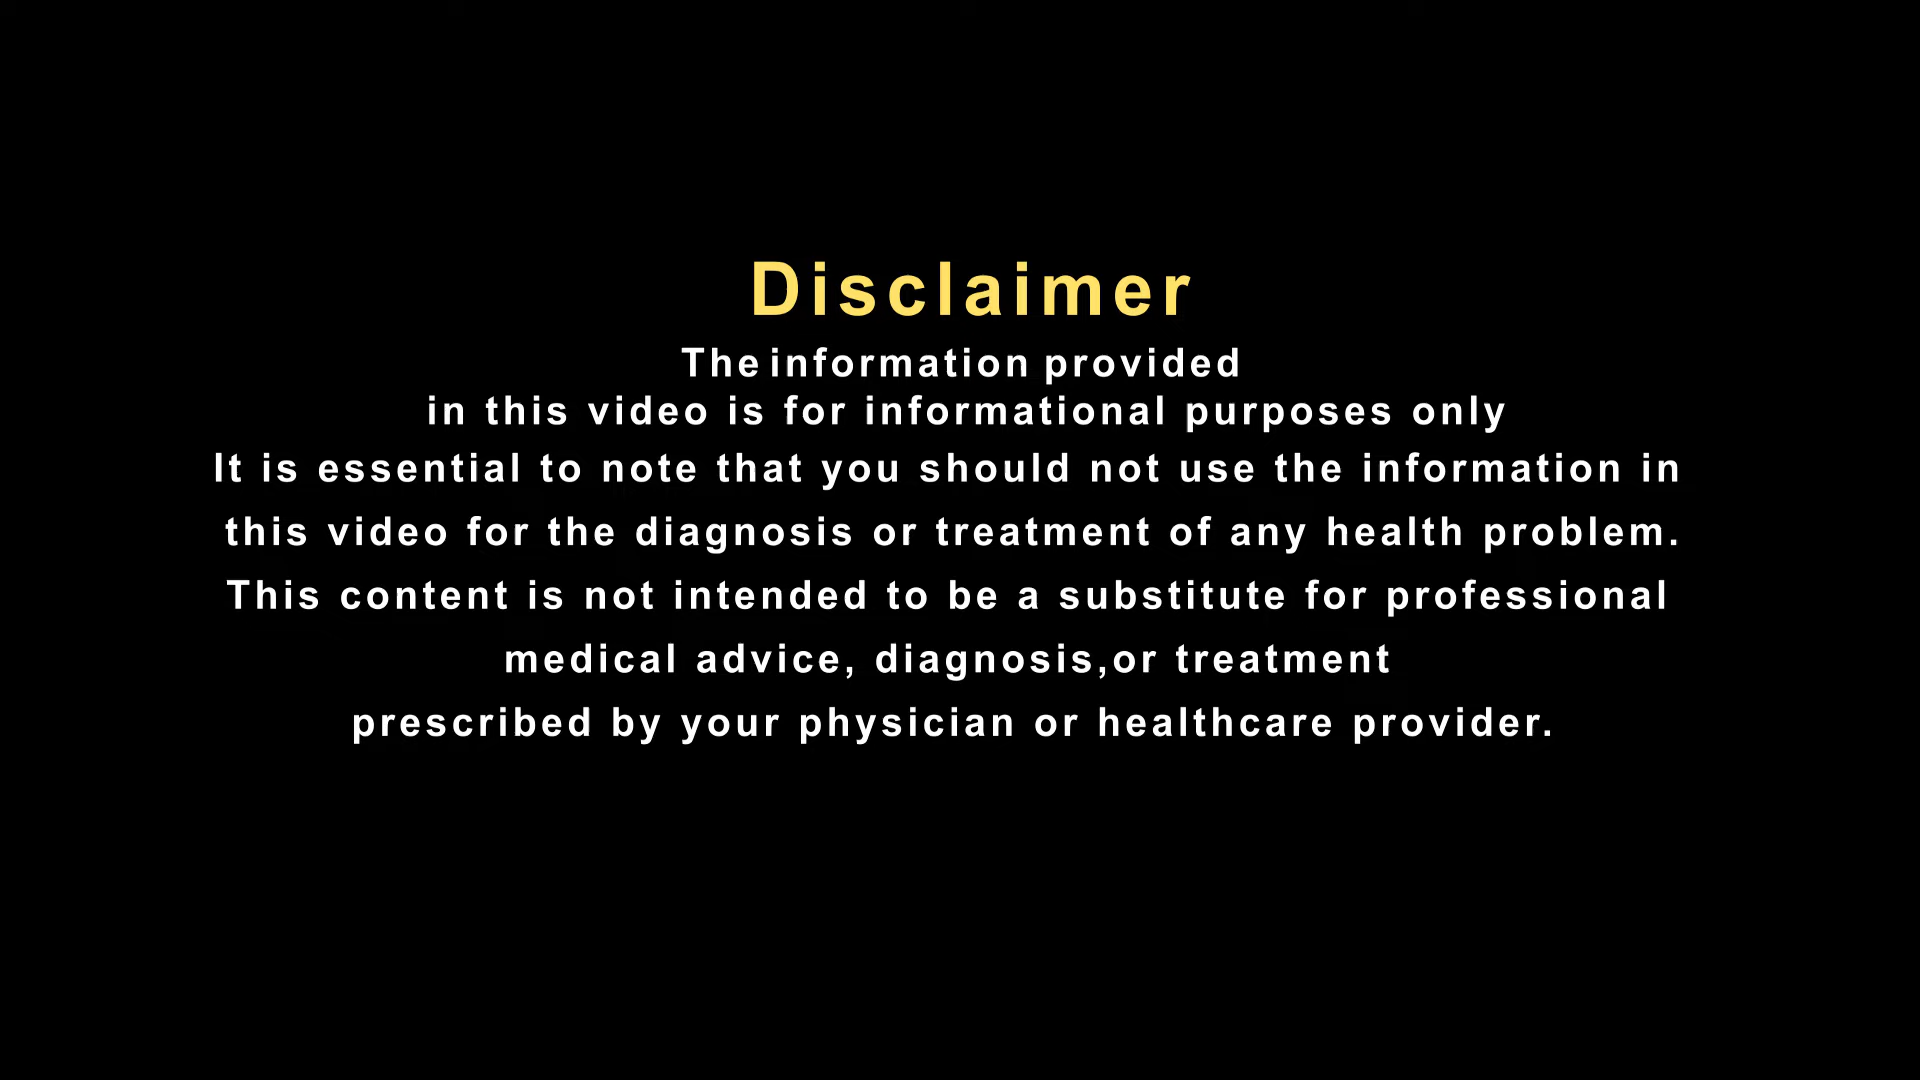 Disclaimer
The information provided
in this video is for informational purposes only
It is essential to note that you should not use the information in
this video for the diagnosis or treatment of any health problem.
This content is not intended to be a substitute for professional
medical advice, diagnosis,or treatment
prescribed by your physician or healthcare provider.